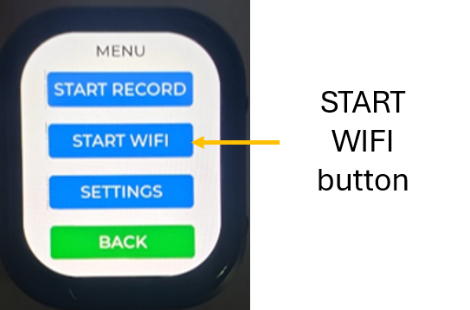 MENU
START RECORD
START WIFI
SETTINGS
BACK
START
WIFI
button